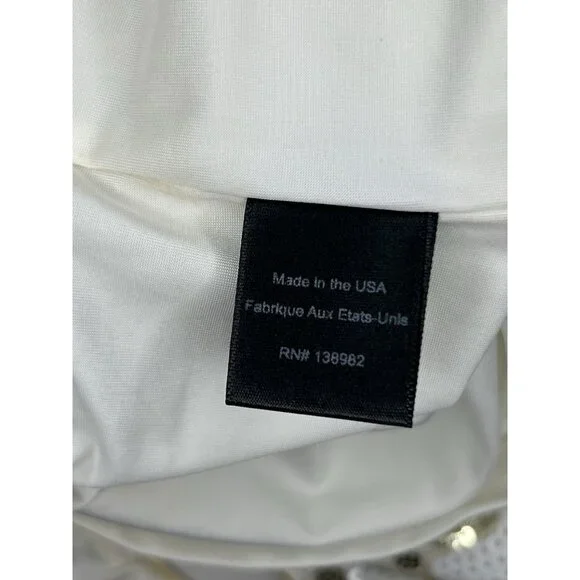 Made in the USA
Fabrique Aux Etats-Unis
RN# 138982